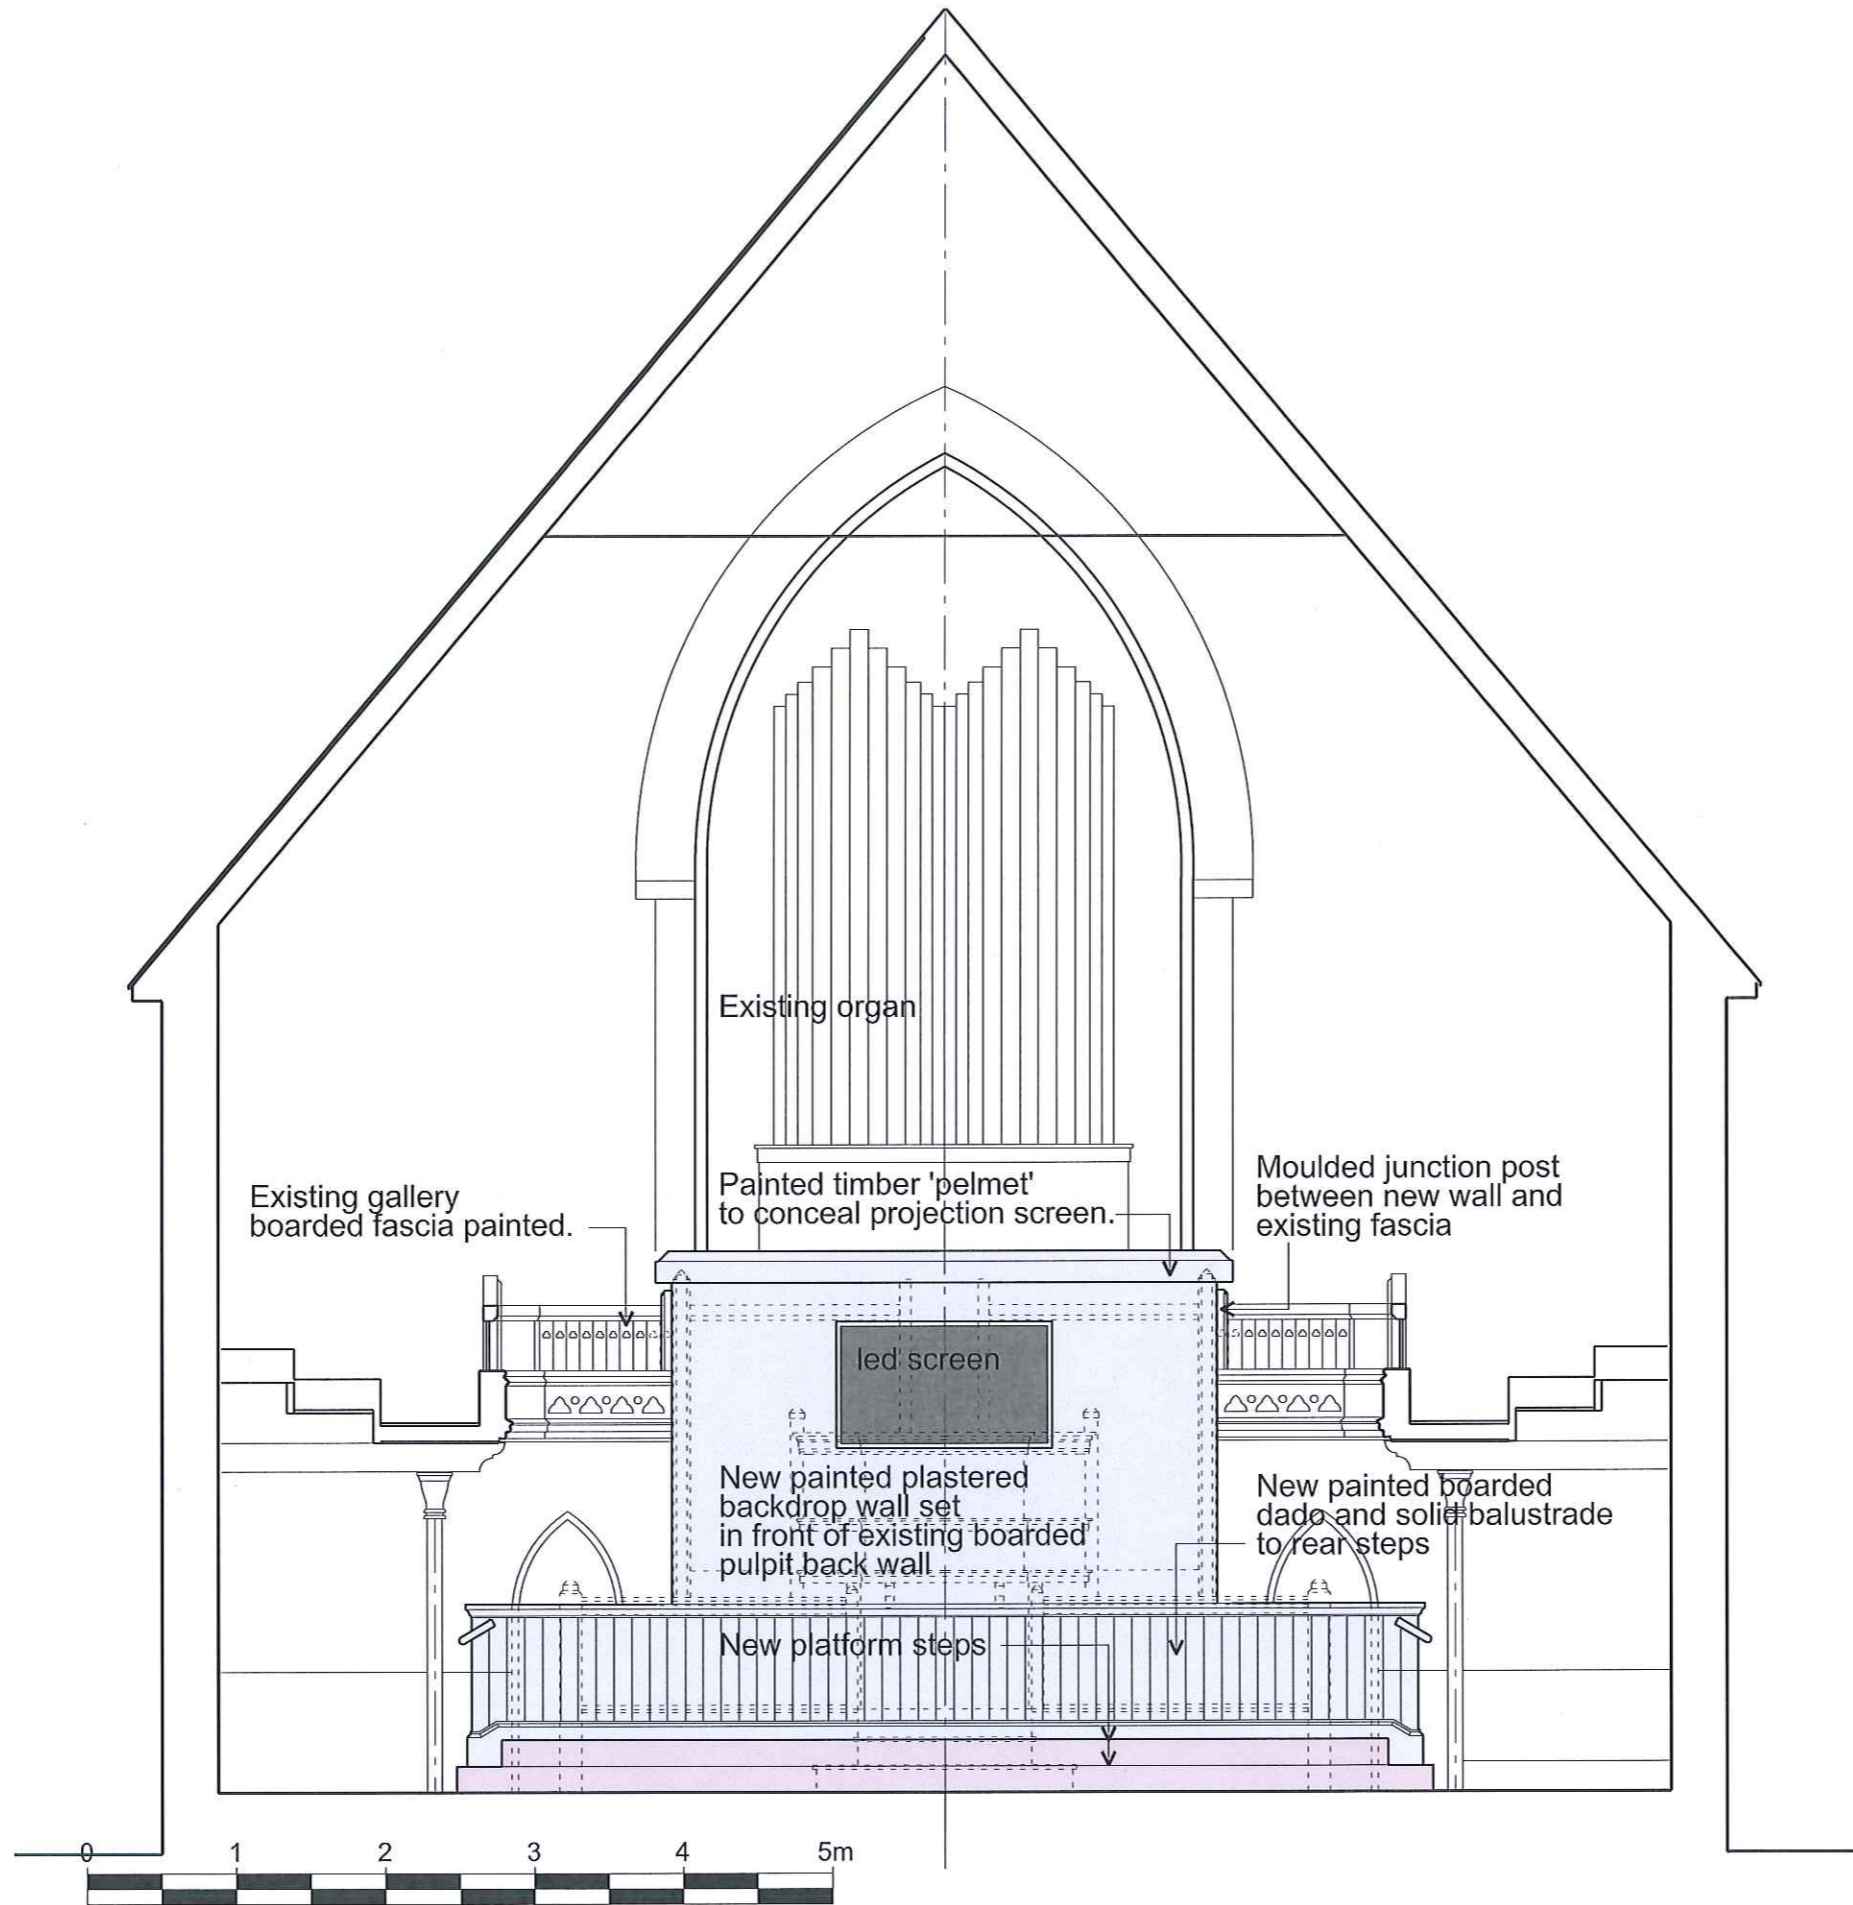 Existing organ
Existing gallery
boarded fascia painted.
Painted timber 'pelmet'
to conceal projection screen.
Moulded junction post
between new wall and
existing fascia
led screen
New painted plastered
backdrop wall set
in front of existing boarded
pulpit back wall
New painted boarded
dado and solid balustrade
to rear steps
New platform steps
0 1 2 3 4 5m